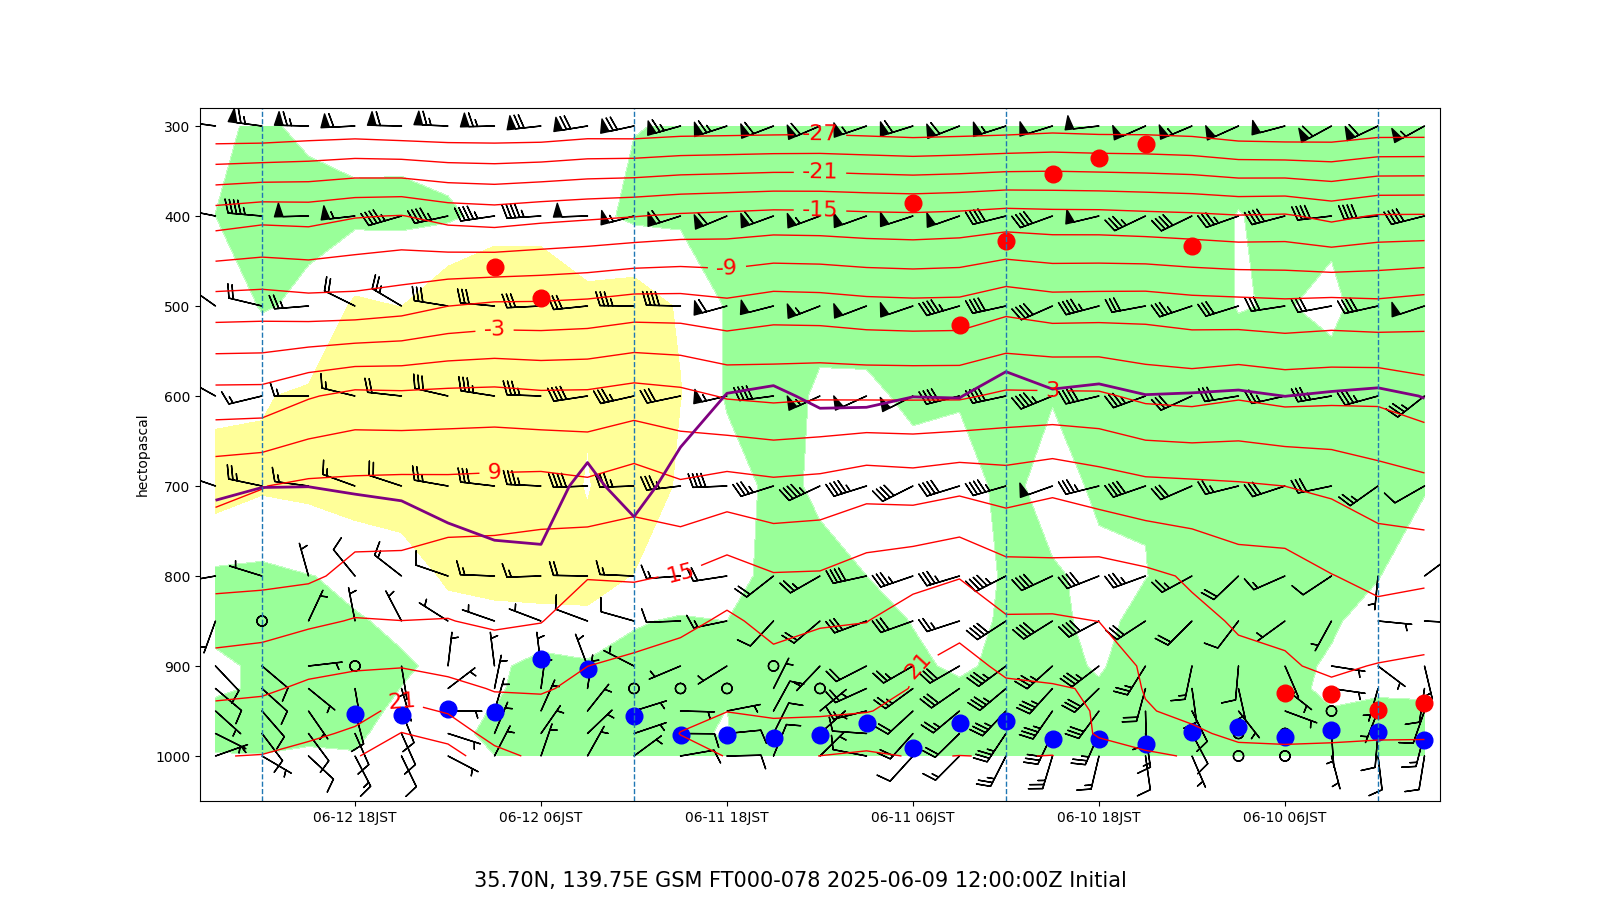 300
400
500
600
700
800
900
1000
hectopascal
-27
-21
-15
-9
-3
3
9
15
21
21
06-12 18JST
06-12 06JST
06-11 18JST
06-11 06JST
06-10 18JST
06-10 06JST
35.70N, 139.75E GSM FT000-078 2025-06-09 12:00:00Z Initial